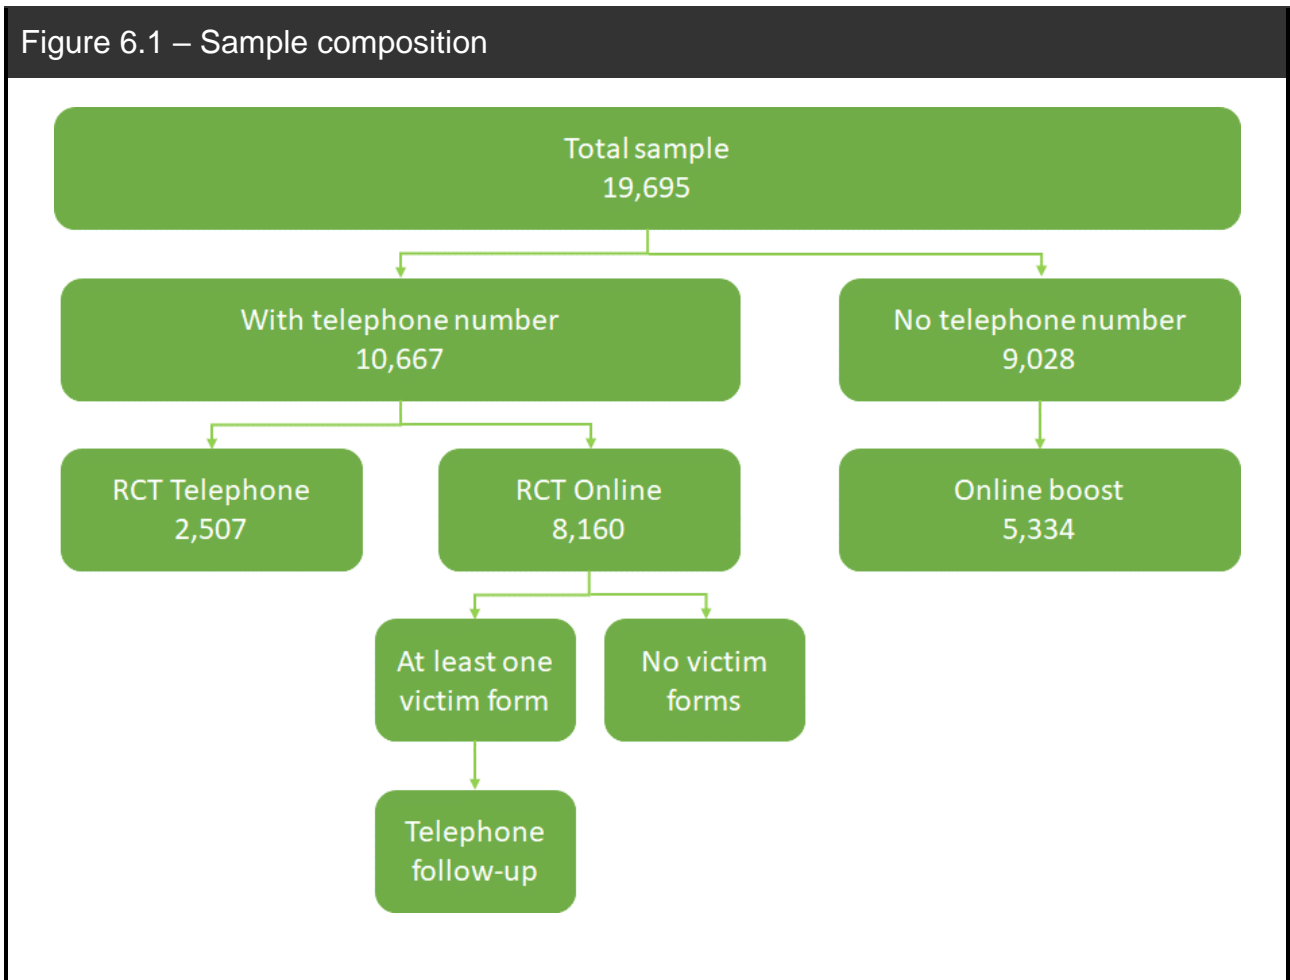 Figure 6.1 – Sample composition
Total sample
19,695
With telephone number
10,667
No telephone number
9,028
RCT Telephone
2,507
RCT Online
8,160
Online boost
5,334
At least one
victim form
No victim
forms
Telephone
follow-up